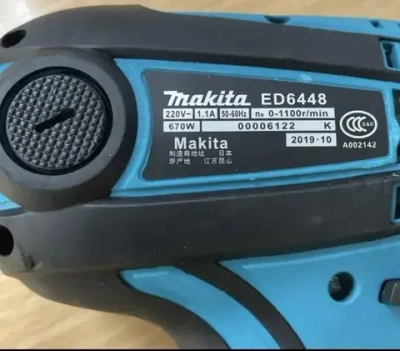 makita ED6448
220V~ 1.1A 50-60Hz n₀ 0-1100r/min
670W 00006122 K
Makita 2019·10
制造商地址 日本
原产地 江苏昆山
CCC S&E
A002142